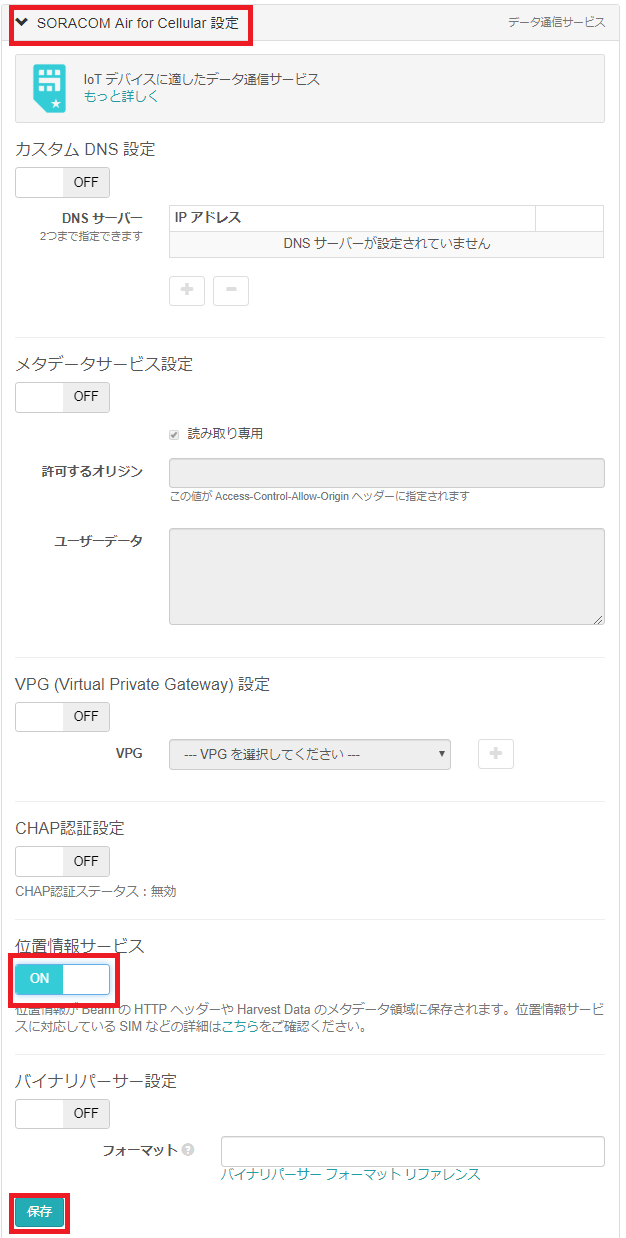 SORACOM Air for Cellular 設定
データ通信サービス
IoT デバイスに適したデータ通信サービス
もっと詳しく
カスタム DNS 設定
OFF
DNS サーバー
2つまで指定できます
IP アドレス
DNS サーバーが設定されていません
メタデータサービス設定
OFF
読み取り専用
許可するオリジン
この値が Access-Control-Allow-Origin ヘッダーに指定されます
ユーザーデータ
VPG (Virtual Private Gateway) 設定
OFF
VPG
--- VPG を選択してください ---
CHAP認証設定
OFF
CHAP認証ステータス：無効
位置情報サービス
ON
位置情報が Beam の HTTP ヘッダーや Harvest Data のメタデータ領域に保存されます。位置情報サービ
スに対応している SIM などの詳細はこちらをご確認ください。
バイナリパーサー設定
OFF
フォーマット
バイナリパーサー フォーマット リファレンス
保存